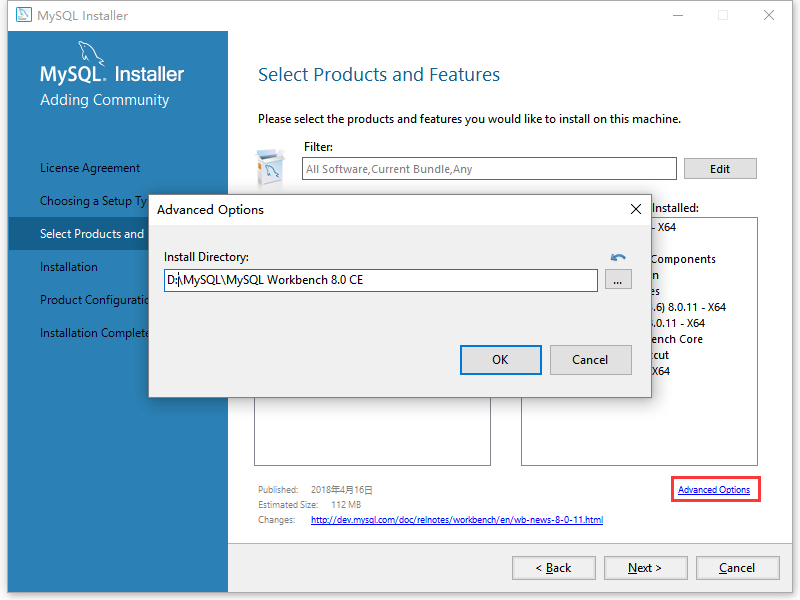 MySQL Installer
MySQL. Installer
Adding Community
License Agreement
Choosing a Setup Ty
Select Products and
Installation
Product Configuratio
Installation Complete
Select Products and Features
Please select the products and features you would like to install on this machine.
Filter:
All Software,Current Bundle,Any
Edit
Installed:
- X64
Components
n
es
.6) 8.0.11 - X64
8.0.11 - X64
ench Core
cut
X64
Advanced Options
Install Directory:
D:\MySQL\MySQL Workbench 8.0 CE
...
OK
Cancel
Published: 2018年4月16日
Estimated Size: 112 MB
Changes: http://dev.mysql.com/doc/relnotes/workbench/en/wb-news-8-0-11.html
Advanced Options
< Back
Next >
Cancel